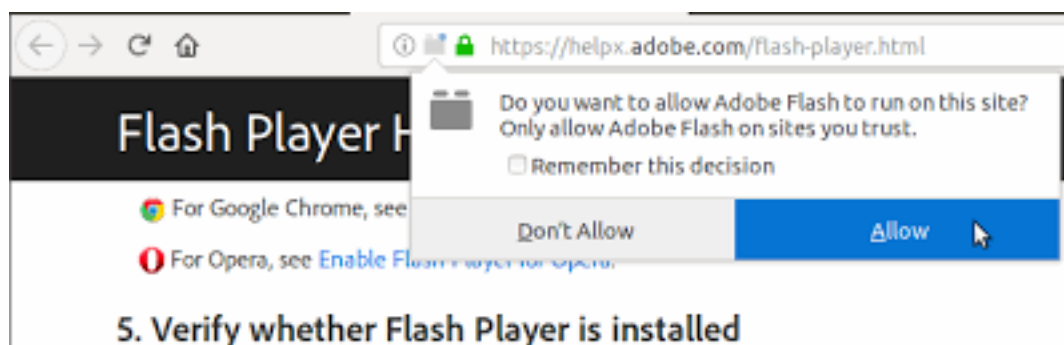 https://helpx.adobe.com/flash-player.html
Do you want to allow Adobe Flash to run on this site?
Only allow Adobe Flash on sites you trust.
Remember this decision
Don't Allow
Allow
Flash Player
For Google Chrome, see
For Opera, see Enable Flash Player for Opera.
5. Verify whether Flash Player is installed